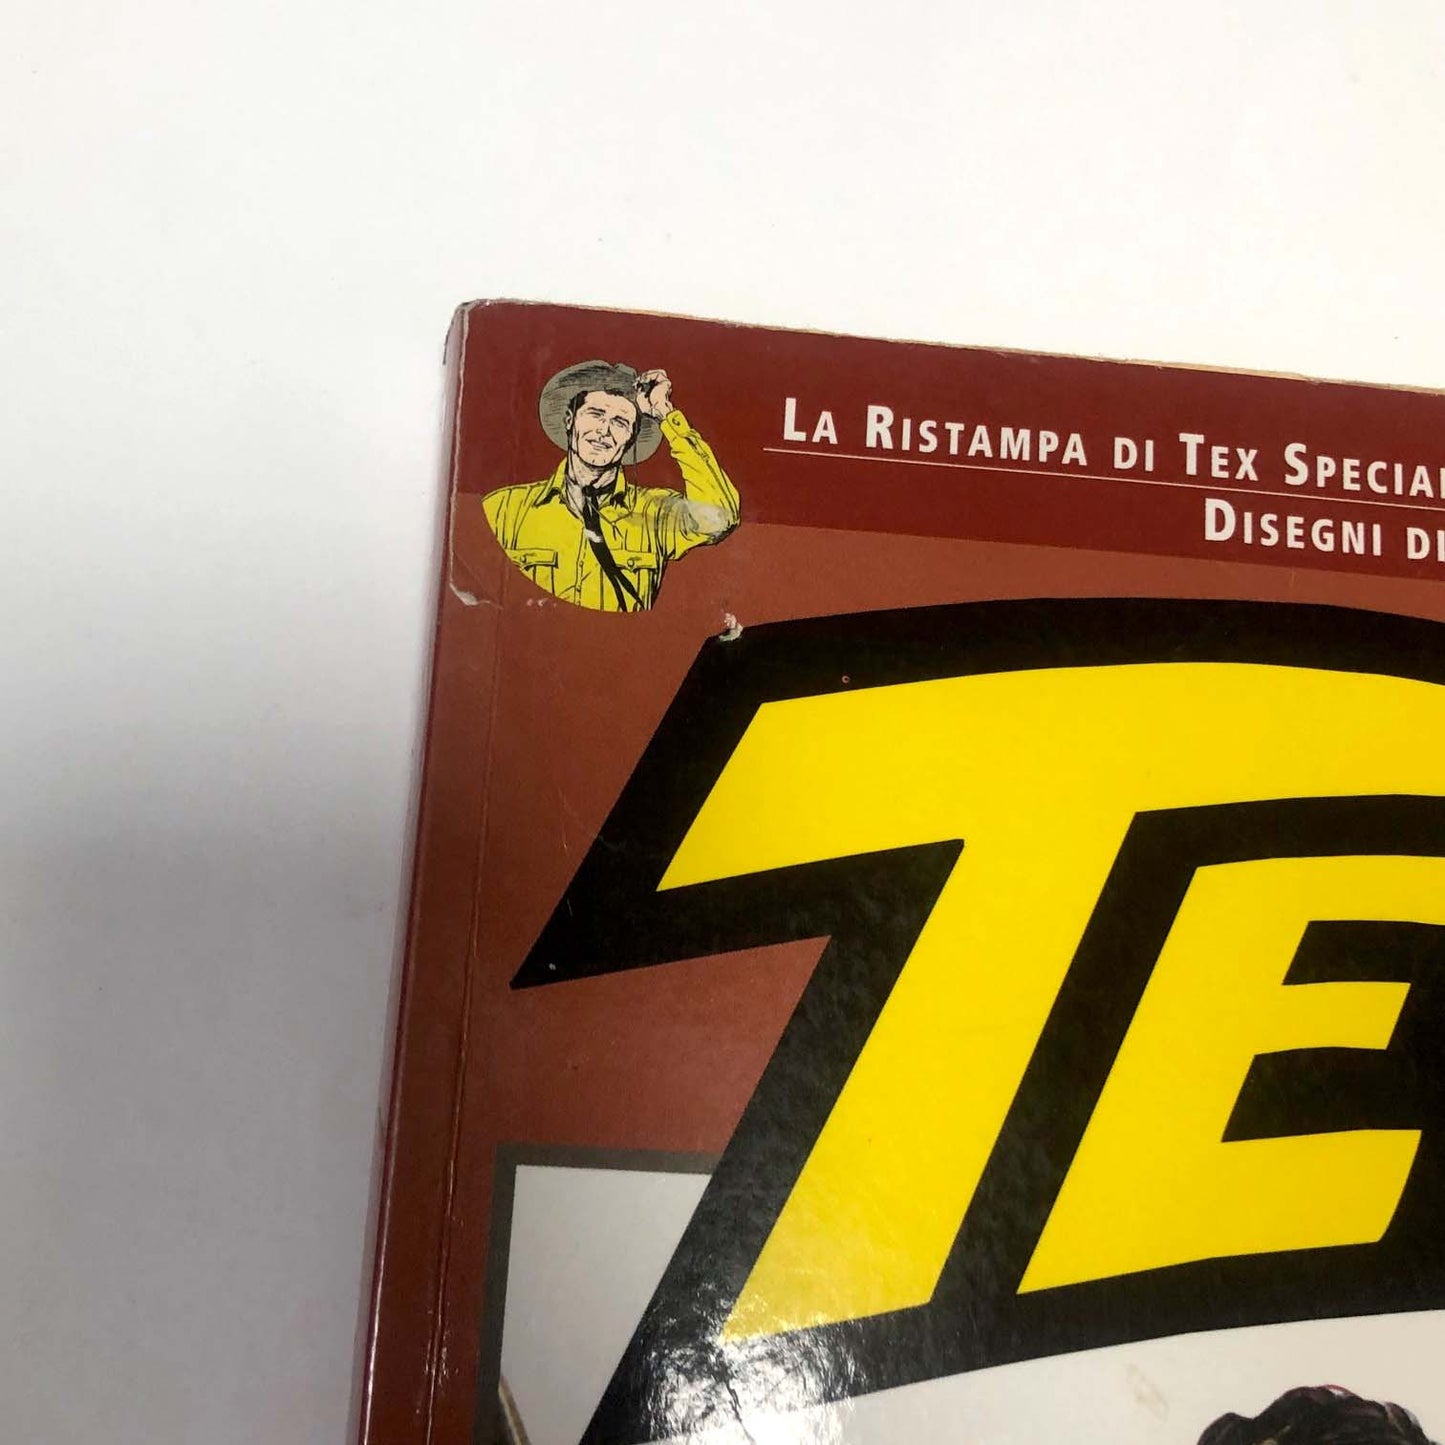 LA RISTAMPA DI TEX SPECIAL
DISEGNI DI
TE